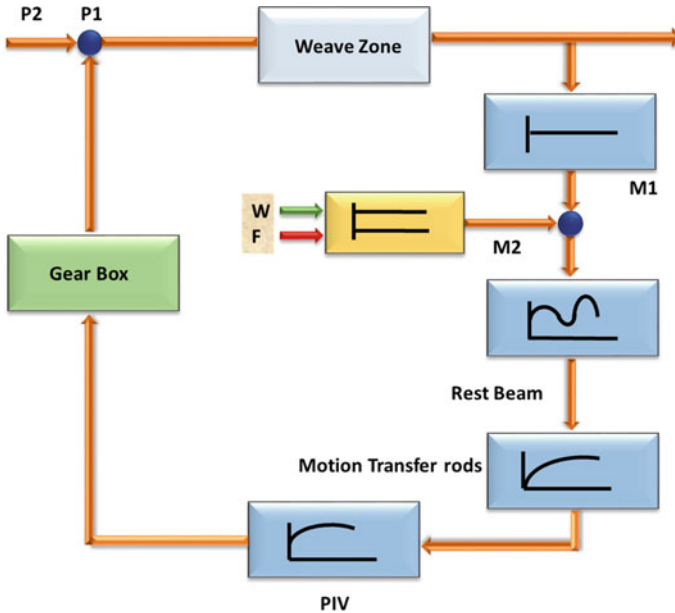 P2 P1
Weave Zone
M1
W
F
M2
Gear Box
Rest Beam
Motion Transfer rods
PIV